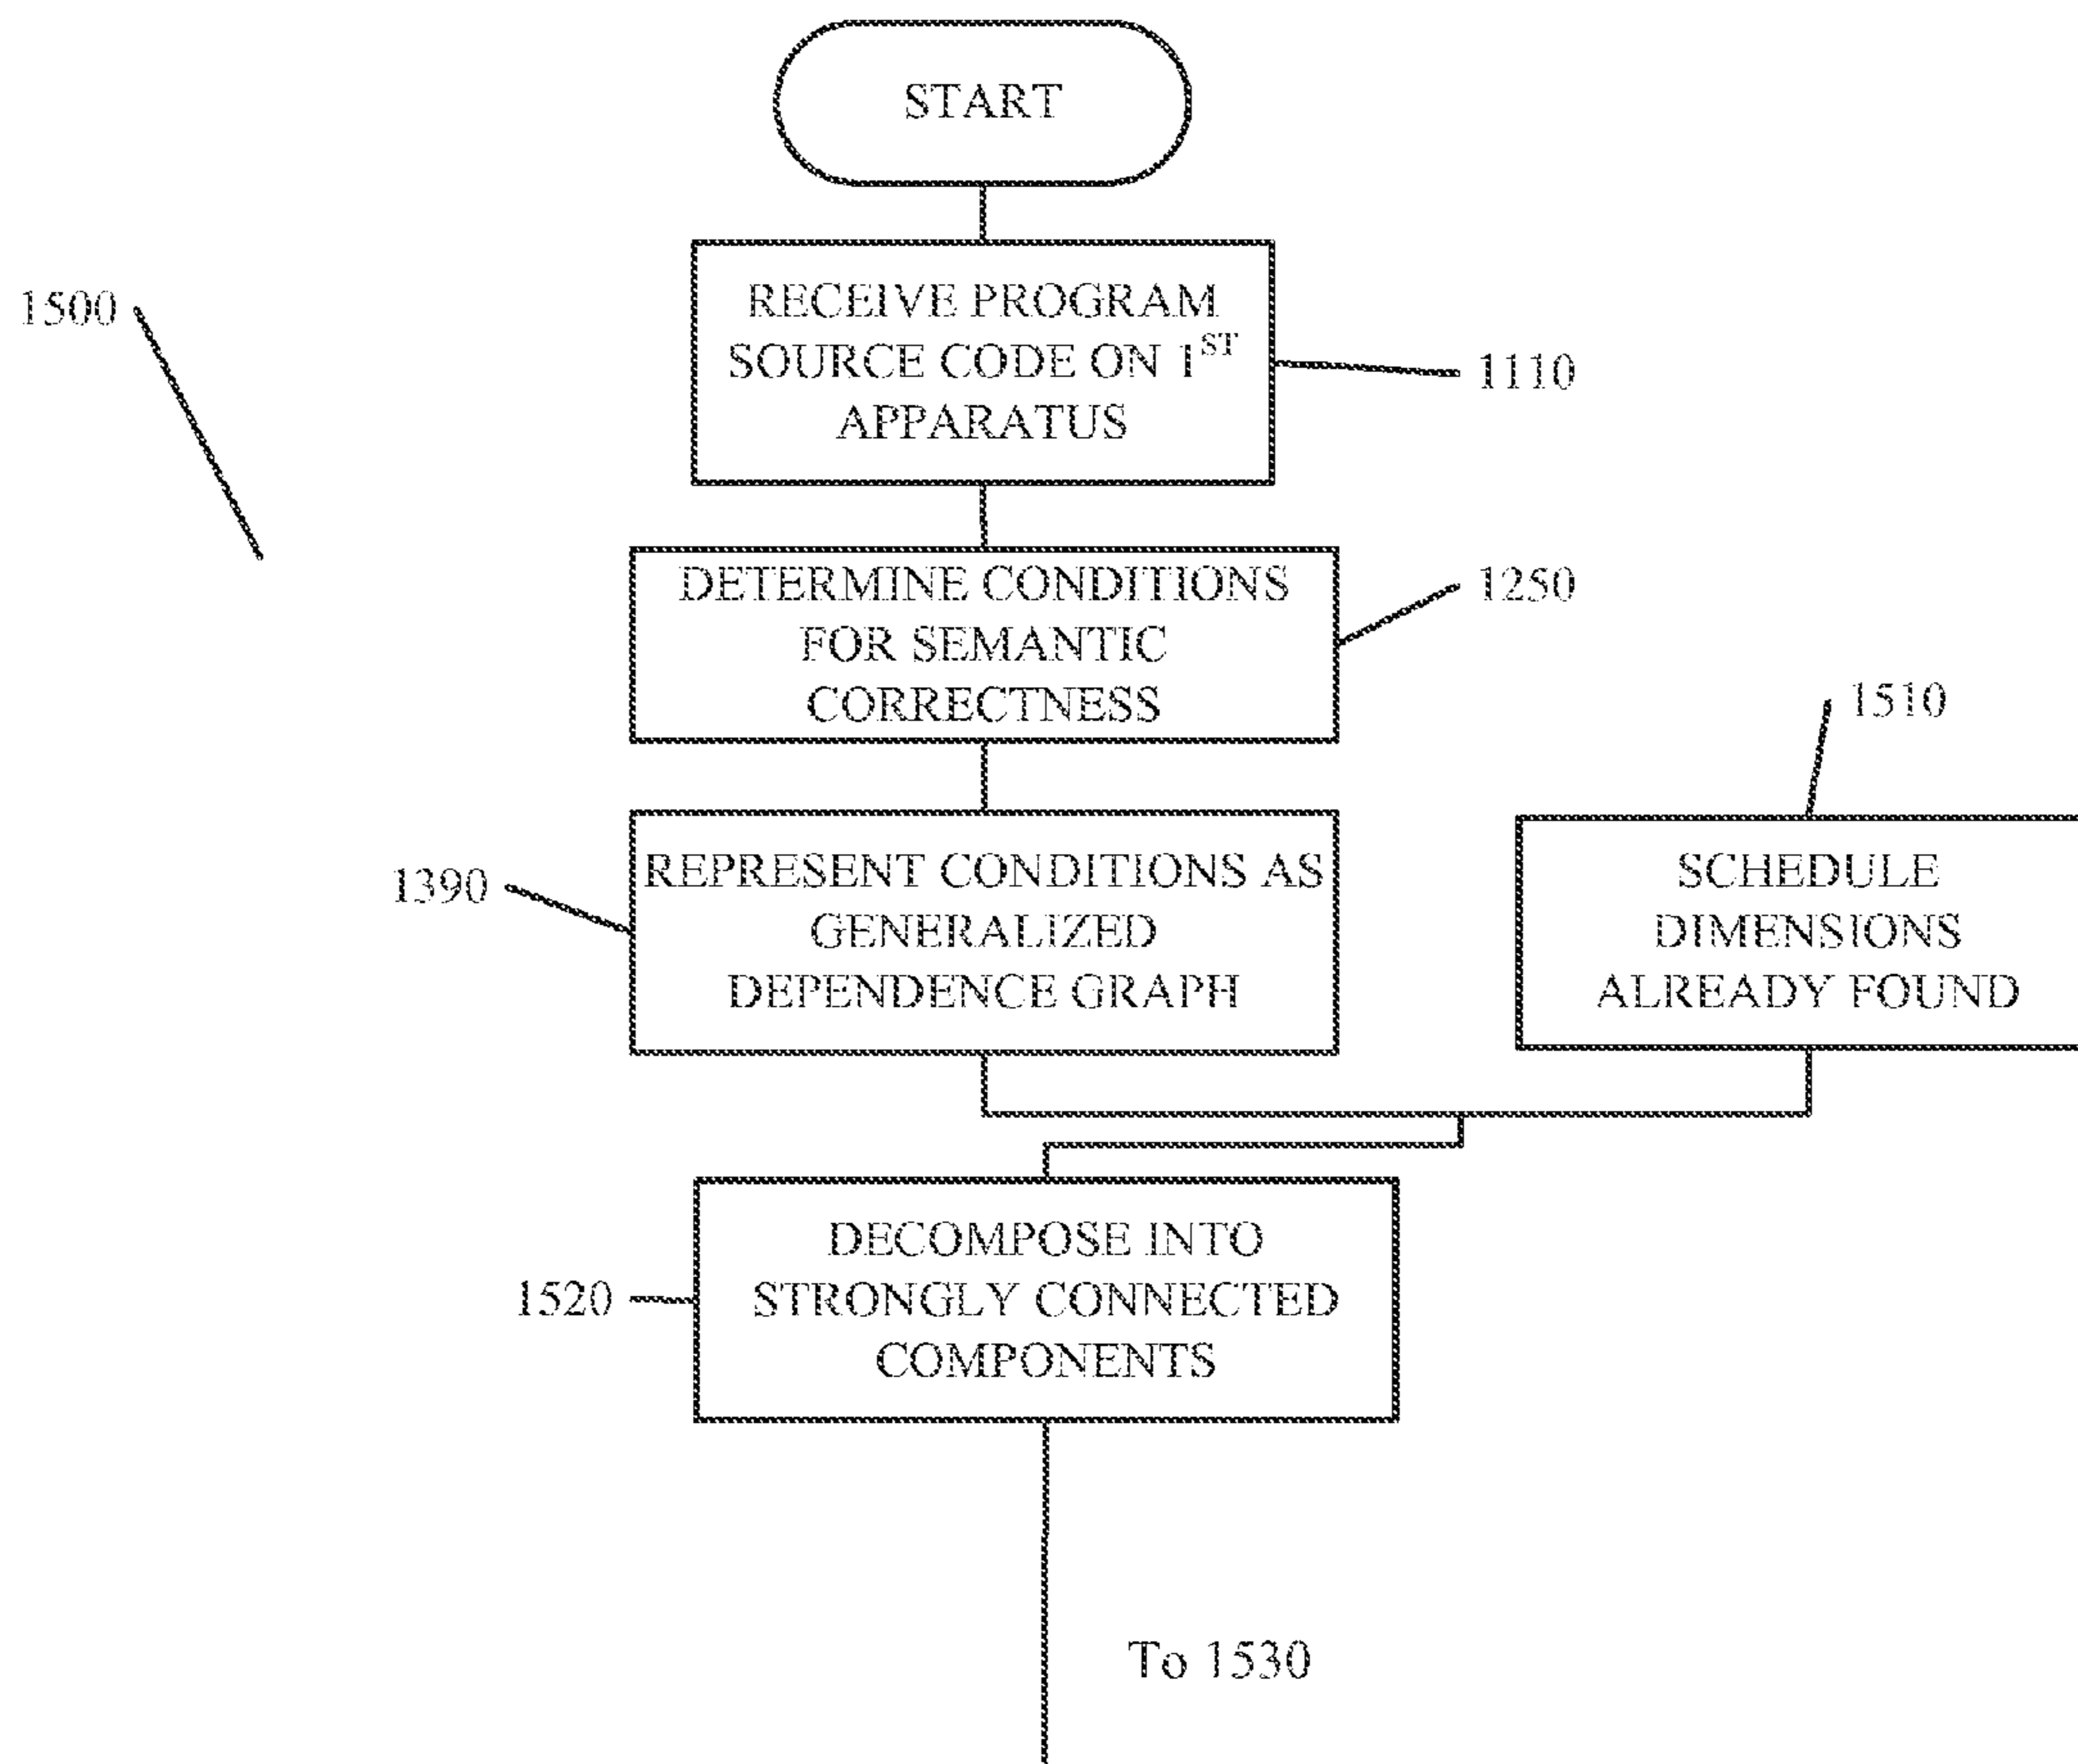 START
1500
RECEIVE PROGRAM
SOURCE CODE ON 1ST
APPARATUS
1110
DETERMINE CONDITIONS
FOR SEMANTIC
CORRECTNESS
1250
1510
1390
REPRESENT CONDITIONS AS
GENERALIZED
DEPENDENCE GRAPH
SCHEDULE
DIMENSIONS
ALREADY FOUND
1520
DECOMPOSE INTO
STRONGLY CONNECTED
COMPONENTS
To 1530